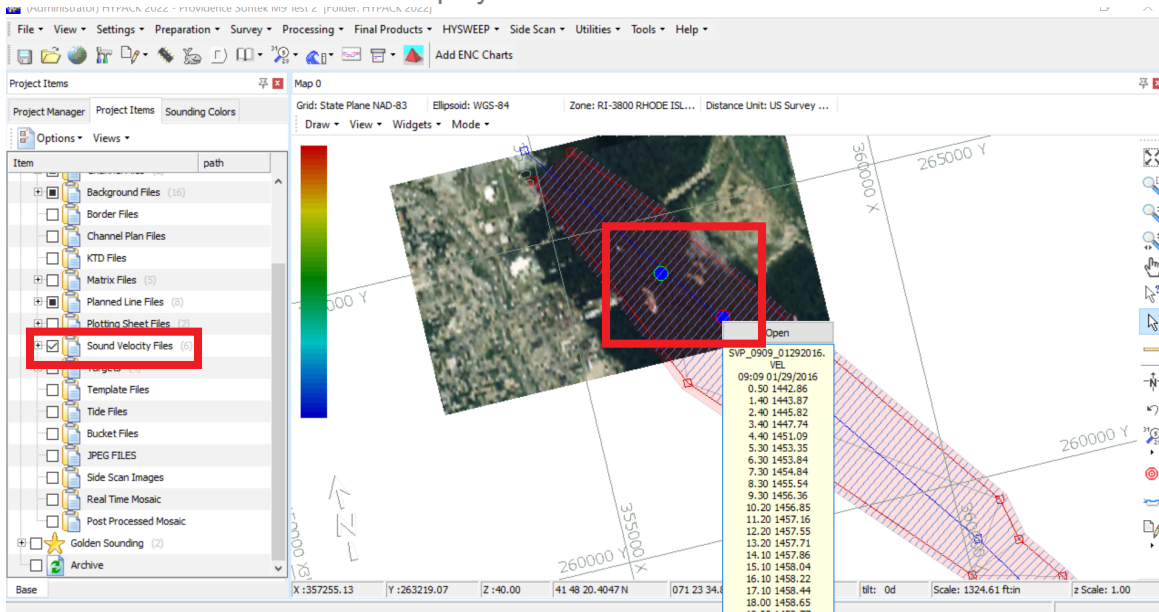 (Administrator) HYPACK 2022 - Providence Sontek M9 Test 2 [Folder: HYPACK 2022]
File View Settings Preparation Survey Processing Final Products HYSWEEP Side Scan Utilities Tools Help
Add ENC Charts
Project Items
Map 0
Project Manager Project Items Sounding Colors
Grid: State Plane NAD-83 Ellipsoid: WGS-84 Zone: RI-3800 RHODE ISL... Distance Unit: US Survey ...
Options Views
Draw View Widgets Mode
Item path
Background Files (16)
Border Files
Channel Plan Files
KTD Files
Matrix Files (5)
Planned Line Files (8)
Plotting Sheet Files (2)
Sound Velocity Files (6)
Targets
Template Files
Tide Files
Bucket Files
JPEG FILES
Side Scan Images
Real Time Mosaic
Post Processed Mosaic
Golden Sounding (2)
Archive
Base
265000 Y
360000 X
000 Y
260000 Y
355000 X
260000 Y
N
Open
SVP_0909_01292016.
VEL
09:09 01/29/2016
0.50 1442.86
1.40 1443.87
2.40 1445.82
3.40 1447.74
4.40 1451.09
5.30 1453.35
6.30 1453.84
7.30 1454.84
8.30 1455.54
9.30 1456.36
10.20 1456.85
11.20 1457.16
12.20 1457.55
13.20 1457.71
14.10 1457.86
15.10 1458.04
16.10 1458.22
17.10 1458.44
18.00 1458.65
X :357255.13 Y :263219.07 Z :40.00 41 48 20.4047 N 071 23 34.8 tilt: 0d Scale: 1324.61 ft:in z Scale: 1.00